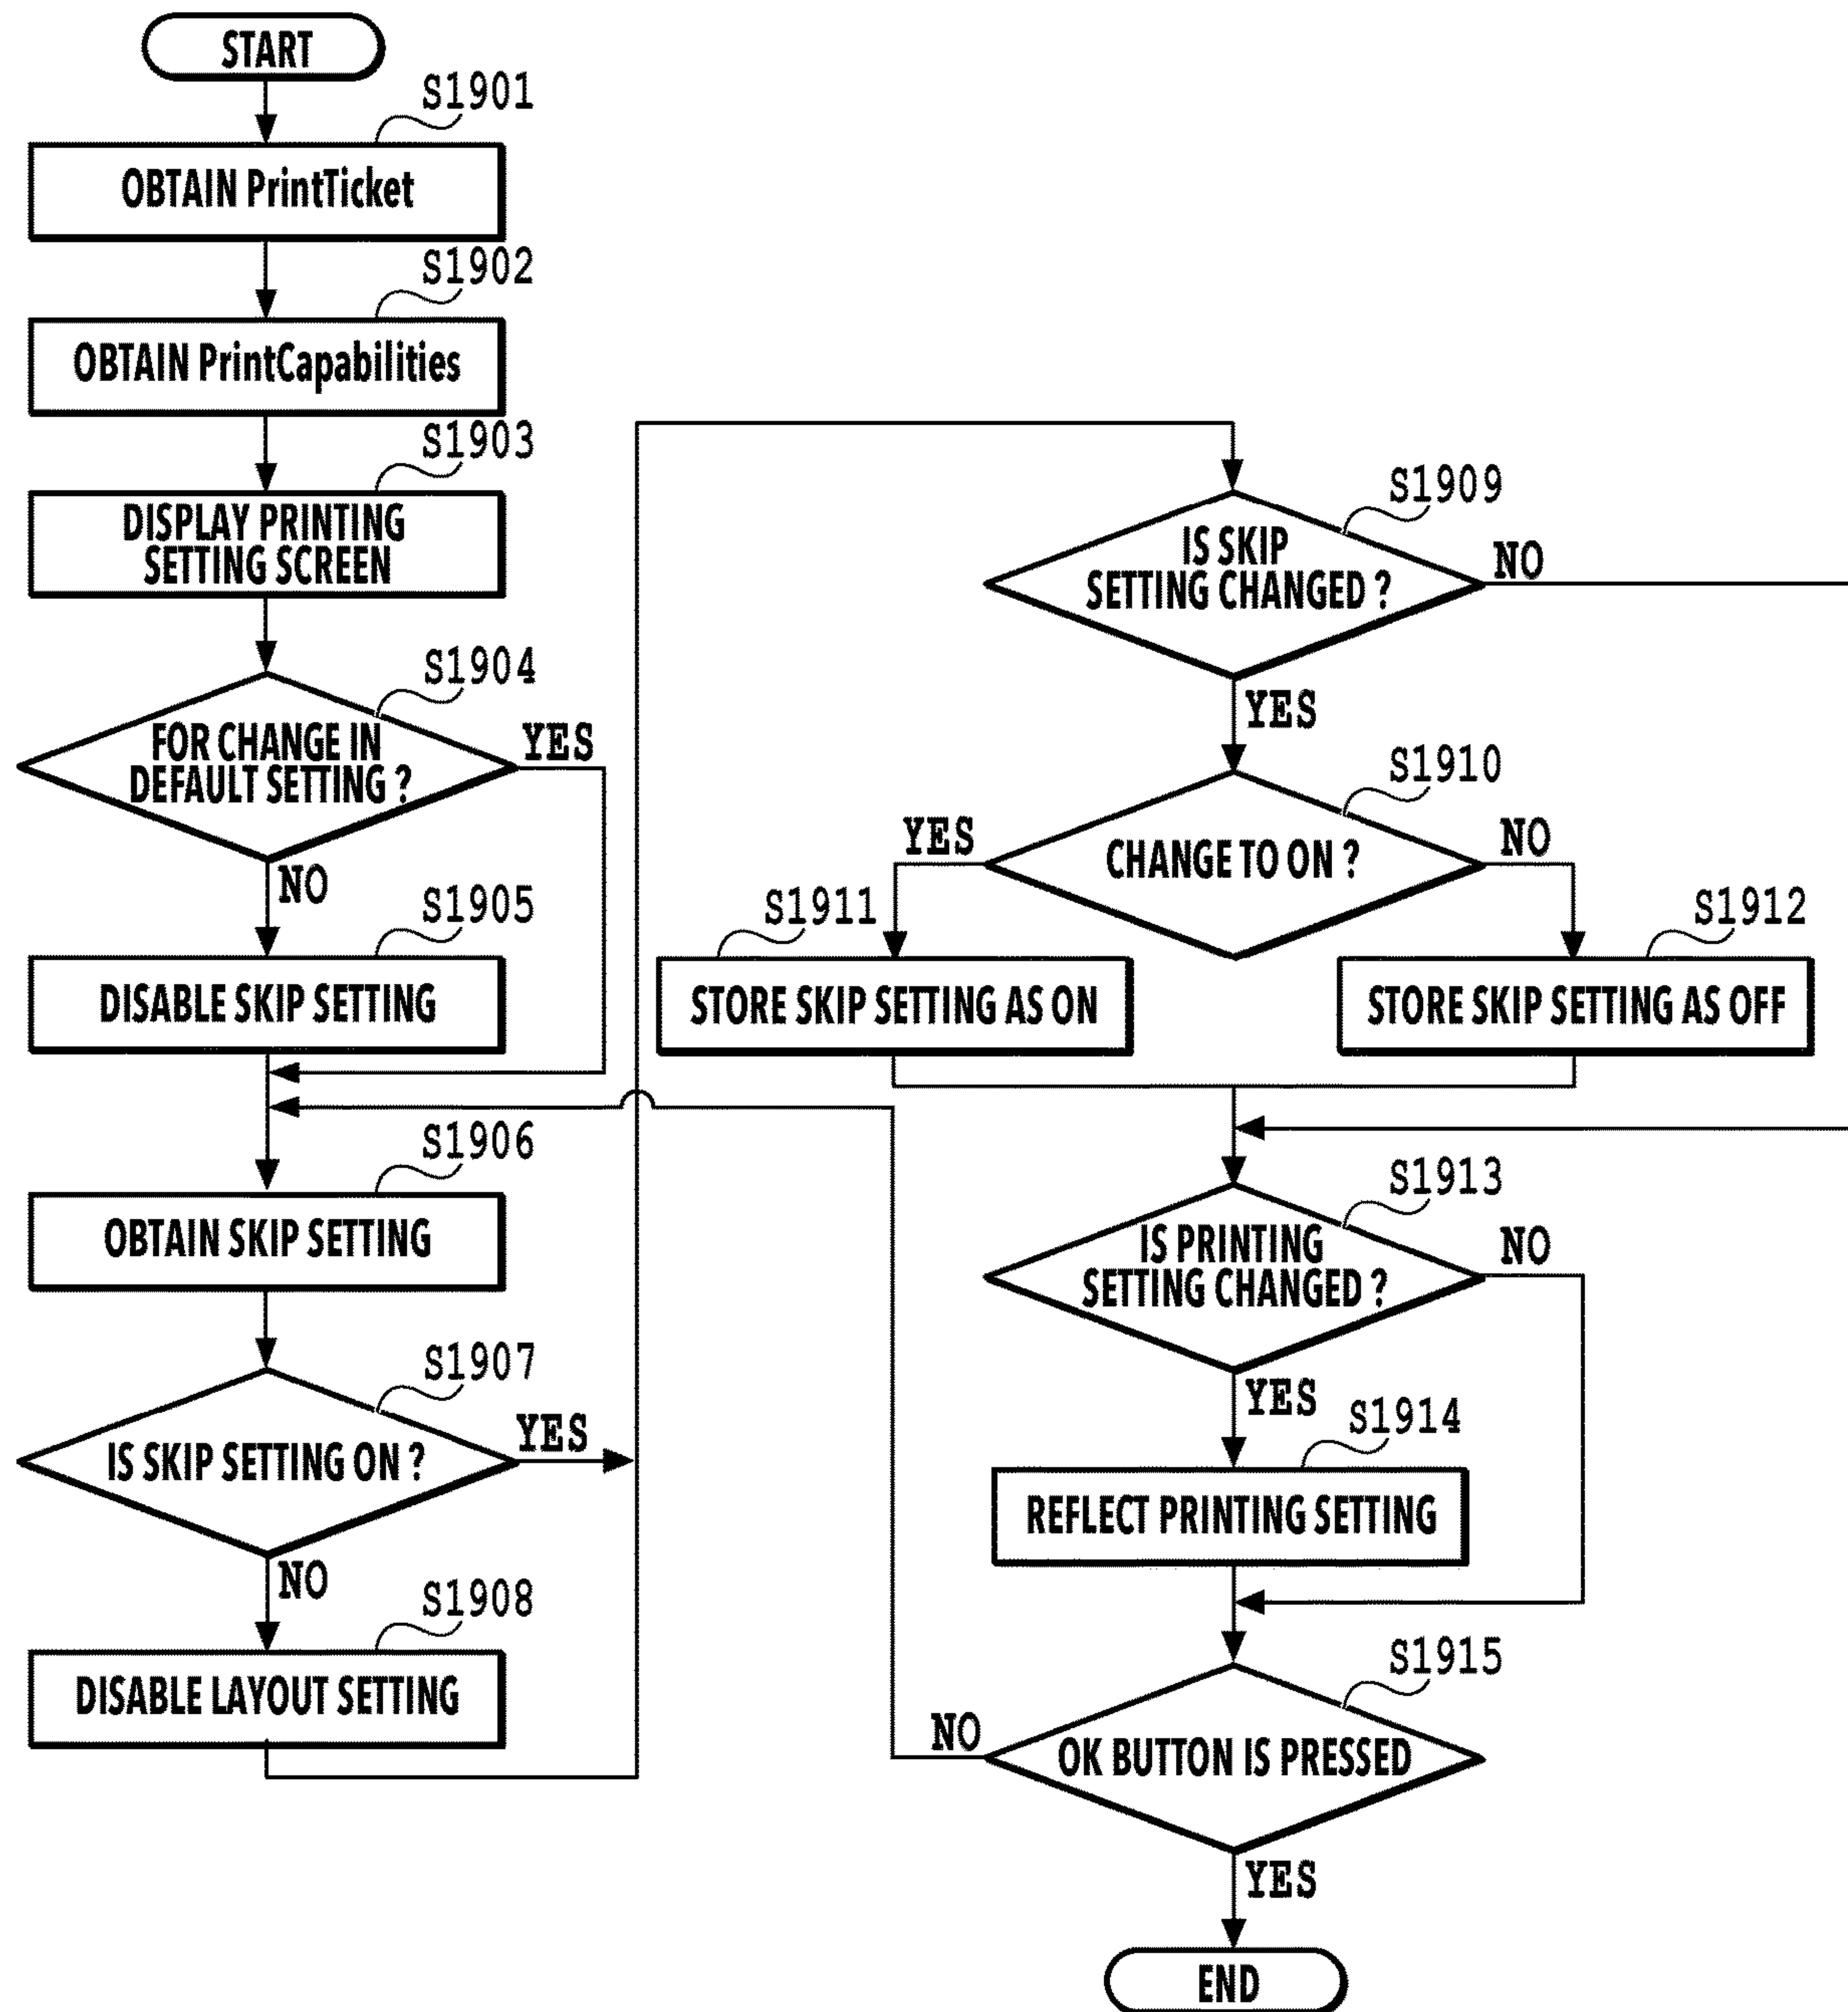 START
S1901
OBTAIN PrintTicket
S1902
OBTAIN PrintCapabilities
S1903
DISPLAY PRINTING
SETTING SCREEN
S1904
FOR CHANGE IN
DEFAULT SETTING ?
YES
NO
S1905
DISABLE SKIP SETTING
S1906
OBTAIN SKIP SETTING
S1907
IS SKIP SETTING ON ?
YES
NO
S1908
DISABLE LAYOUT SETTING
S1909
IS SKIP
SETTING CHANGED ?
NO
YES
S1910
CHANGE TO ON ?
YES
NO
S1911
STORE SKIP SETTING AS ON
S1912
STORE SKIP SETTING AS OFF
S1913
IS PRINTING
SETTING CHANGED ?
NO
YES
S1914
REFLECT PRINTING SETTING
S1915
OK BUTTON IS PRESSED
NO
YES
END